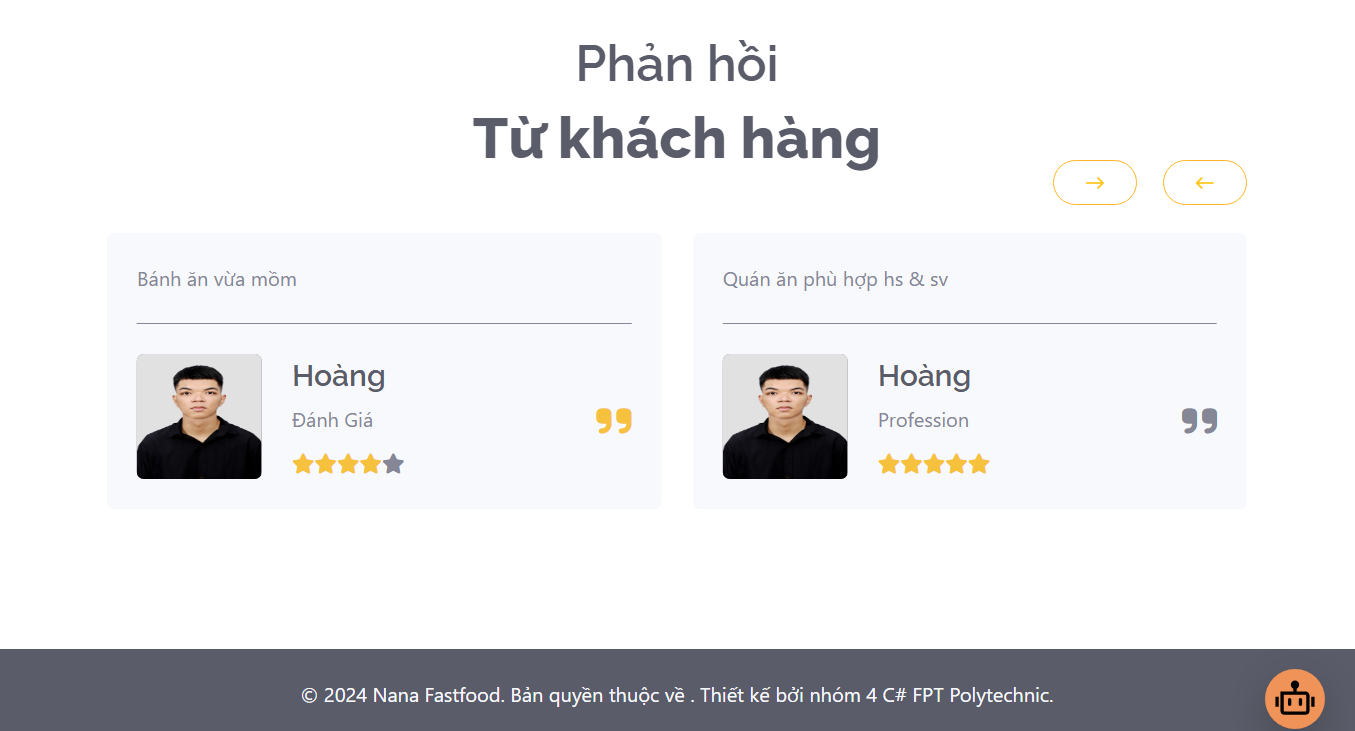 Phản hồi
Từ khách hàng
Bánh ăn vừa mồm
Hoàng
Đánh Giá
Quán ăn phù hợp hs & sv
Hoàng
Profession
© 2024 Nana Fastfood. Bản quyền thuộc về . Thiết kế bởi nhóm 4 C# FPT Polytechnic.